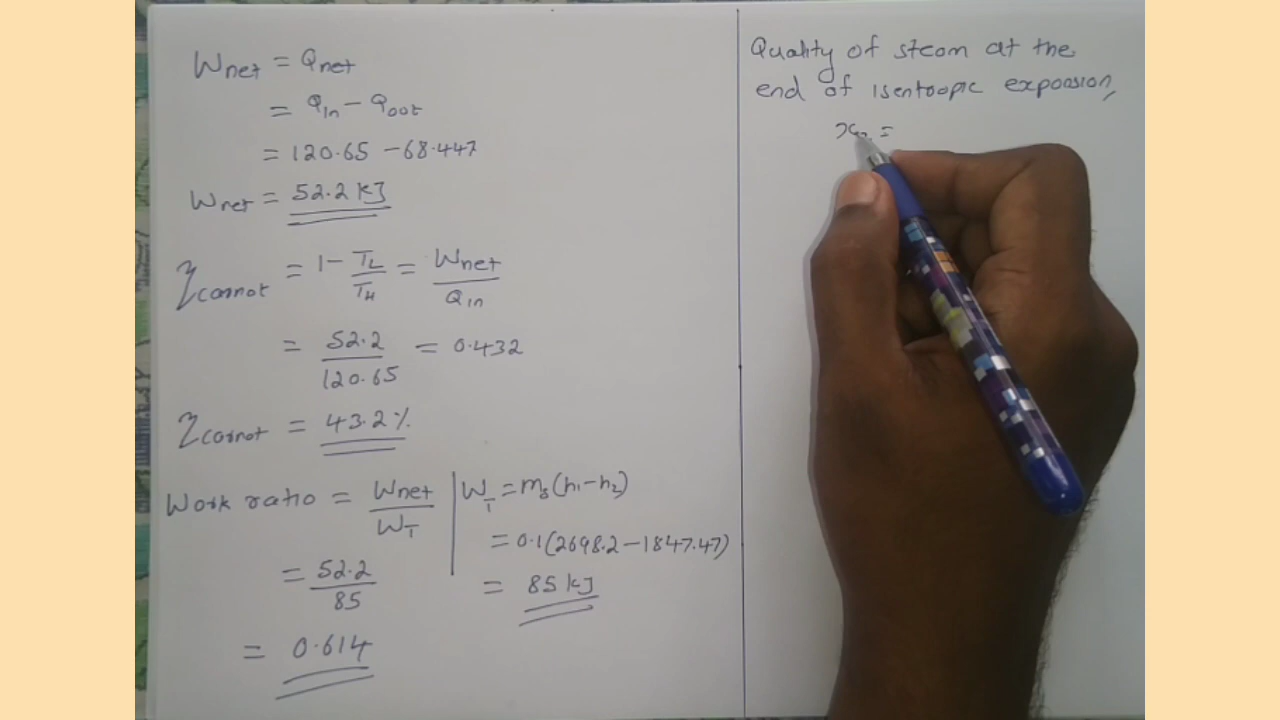 Wnet = Qnet
= Qin - Qout
= 120.65 - 68.447
Wnet = 52.2 kJ
ηcarnot = 1 - TL/TH = Wnet/Qin
= 52.2/120.65 = 0.432
ηcarnot = 43.2%
Work ratio = Wnet/WT
= 52.2/85
= 0.614
WT = ms(h1-h2)
= 0.1(2698.2-1847.47)
= 85 kJ
Quality of steam at the
end of isentropic expansion,
x2 =